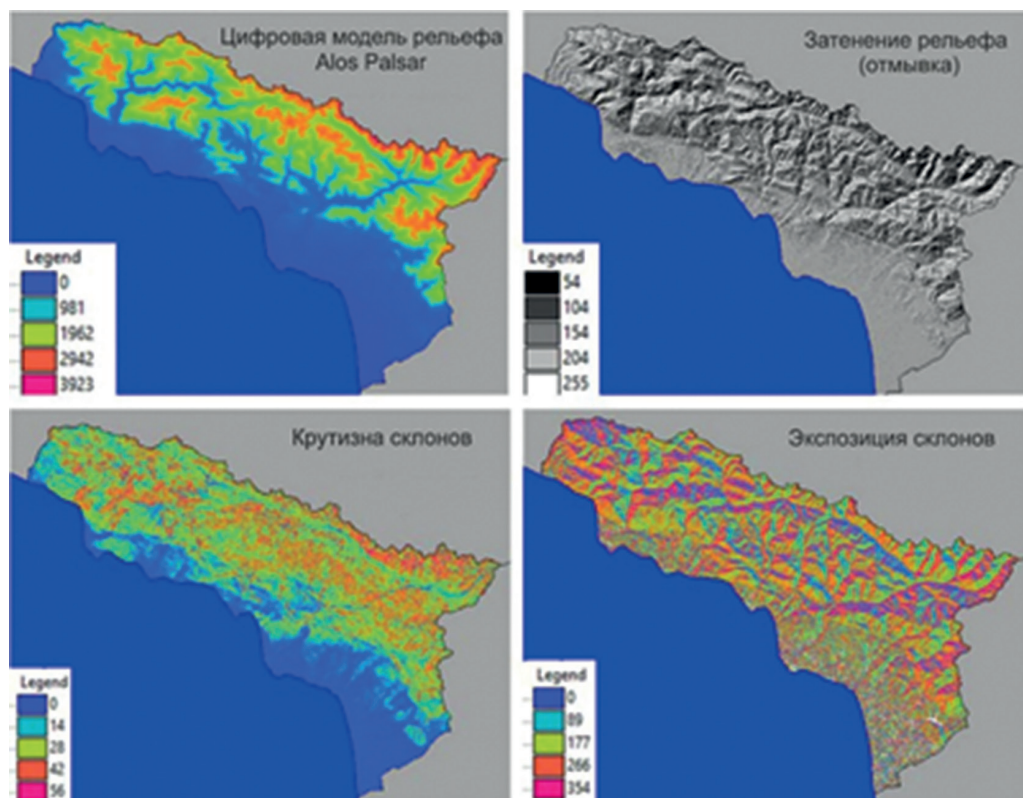 Цифровая модель рельефа
Alos Palsar
Legend
0
981
1962
2942
3923
Затенение рельефа
(отмывка)
Legend
54
104
154
204
255
Крутизна склонов
Legend
0
14
28
42
56
Экспозиция склонов
Legend
0
89
177
266
354